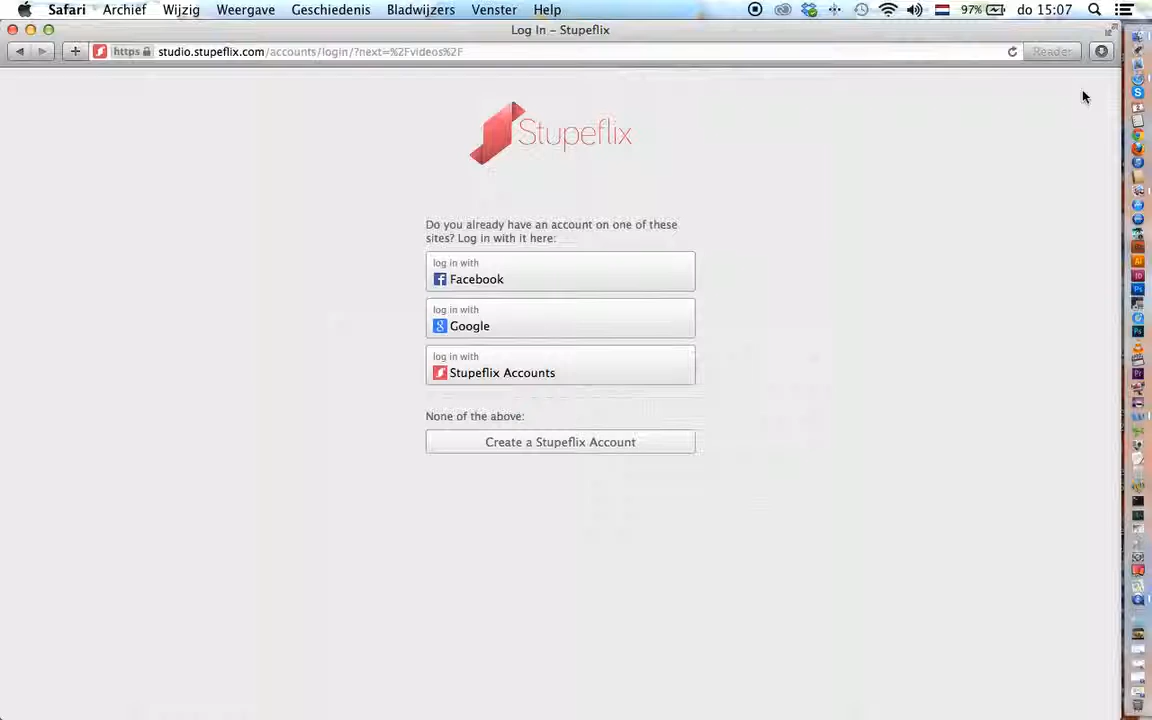 Safari Archief Wijzig Weergave Geschiedenis Bladwijzers Venster Help 97% do 15:07
Log In – Stupeflix
https studio.stupeflix.com/accounts/login/?next=%2Fvideos%2F Reader
Stupeflix
Do you already have an account on one of these
sites? Log in with it here:
log in with
Facebook
log in with
Google
log in with
Stupeflix Accounts
None of the above:
Create a Stupeflix Account